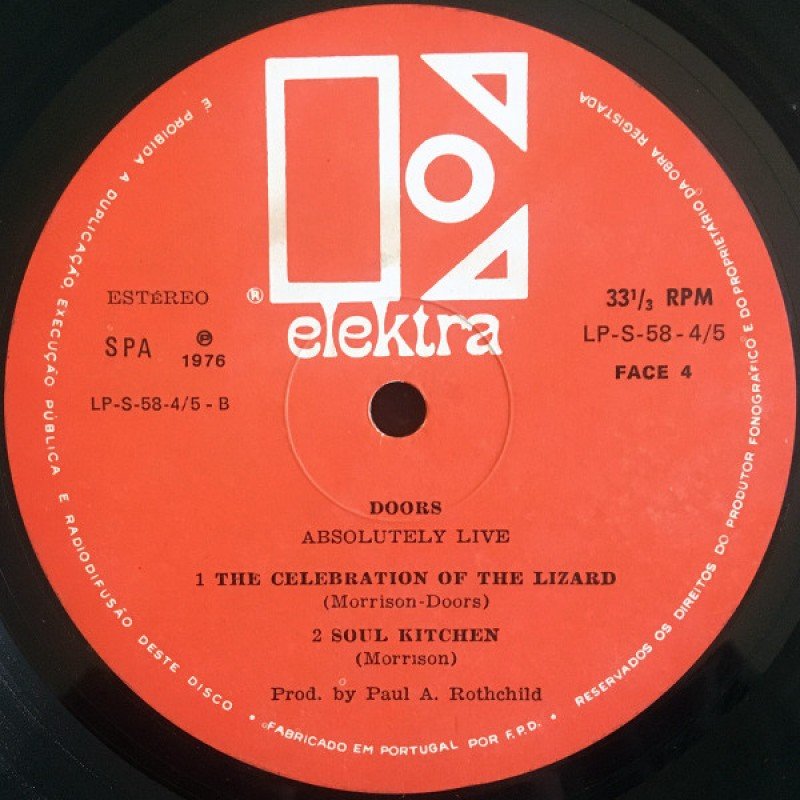 elektra
®
ESTÉREO
SPA
℗
1976
LP-S-58-4/5 - B
33 1/3 RPM
LP-S-58-4/5
FACE 4
DOORS
ABSOLUTELY LIVE
1 THE CELEBRATION OF THE LIZARD
(Morrison-Doors)
2 SOUL KITCHEN
(Morrison)
Prod. by Paul A. Rothchild
É PROIBIDA A DUPLICAÇÃO, EXECUÇÃO PÚBLICA E RADIODIFUSÃO DESTE DISCO • FABRICADO EM PORTUGAL POR F.P.D. • RESERVADOS OS DIREITOS DO PRODUTOR FONOGRÁFICO E DO PROPRIETÁRIO DA OBRA REGISTADA